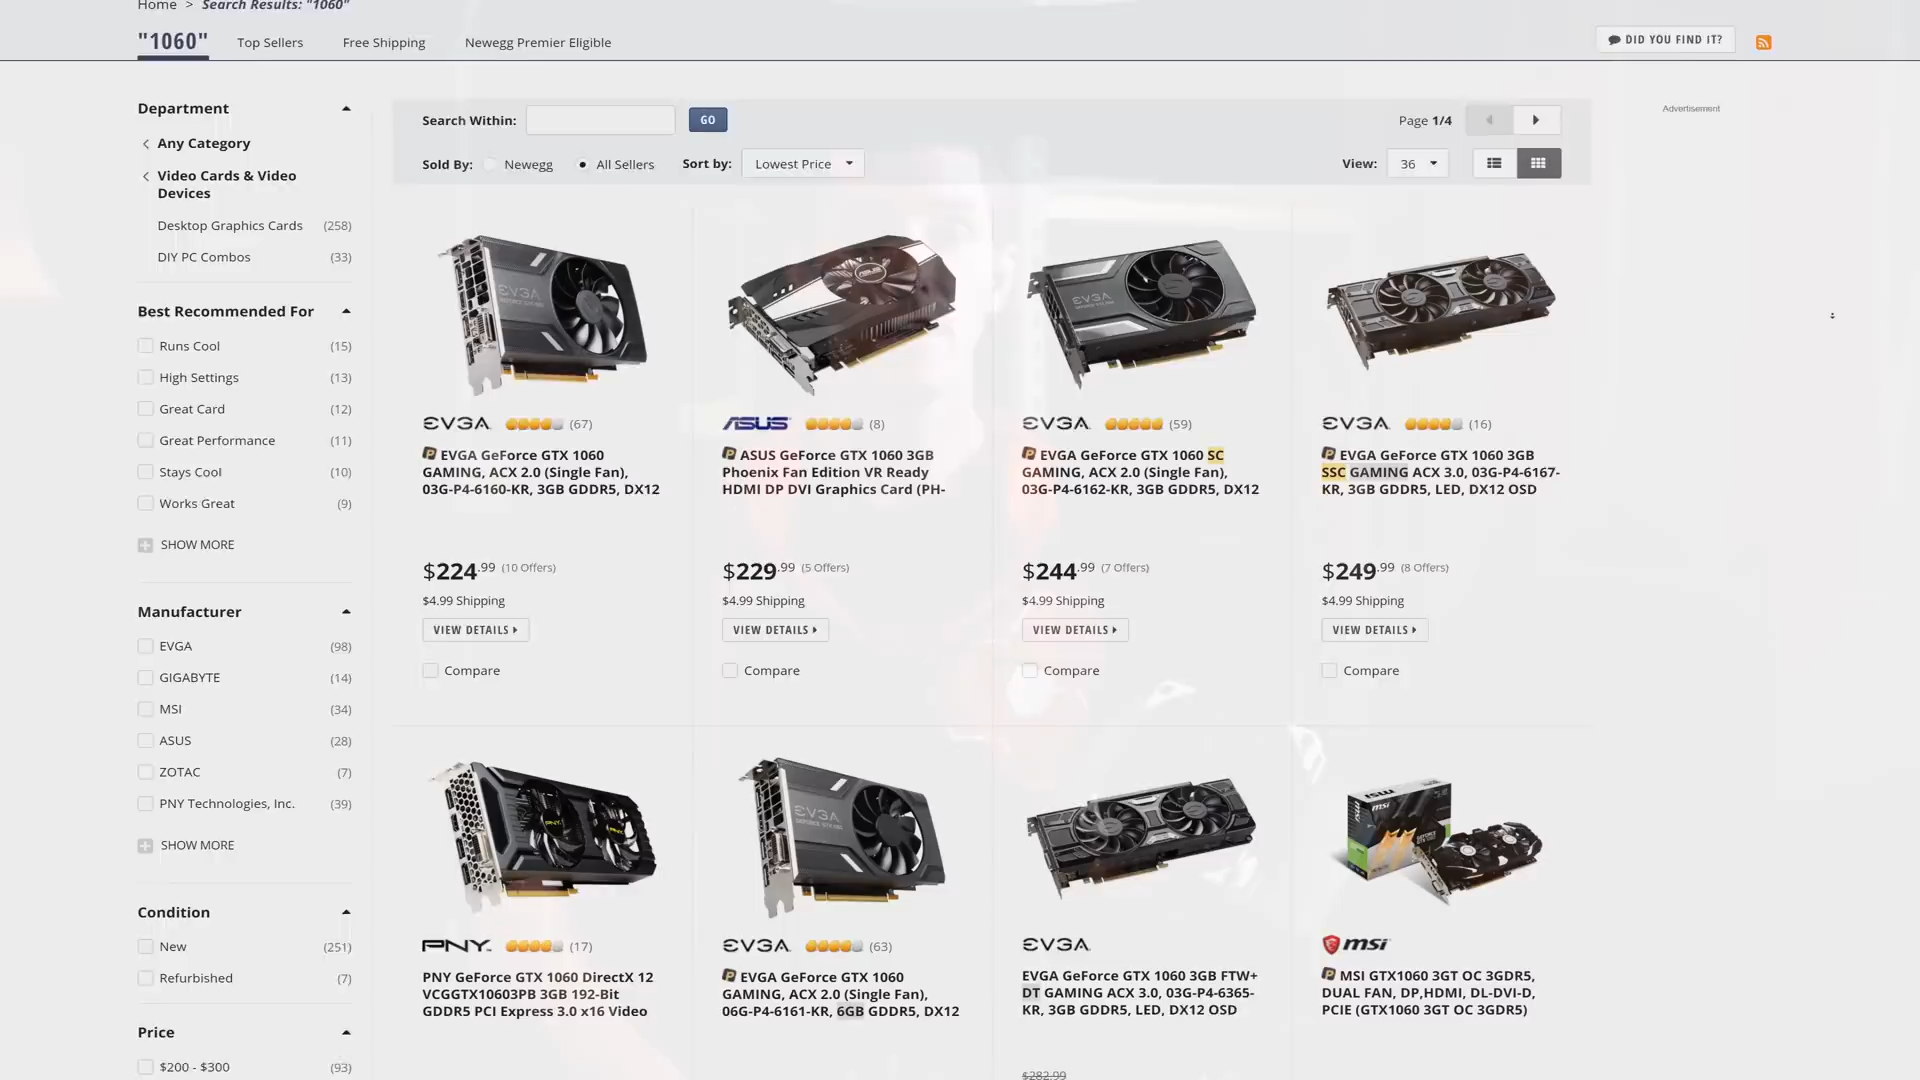 Home > Search Results: "1060"
"1060" Top Sellers Free Shipping Newegg Premier Eligible DID YOU FIND IT?
Department
Any Category
Video Cards & Video
Devices
Desktop Graphics Cards (258)
DIY PC Combos (33)
Best Recommended For
Runs Cool (15)
High Settings (13)
Great Card (12)
Great Performance (11)
Stays Cool (10)
Works Great (9)
SHOW MORE
Manufacturer
EVGA (98)
GIGABYTE (14)
MSI (34)
ASUS (28)
ZOTAC (7)
PNY Technologies, Inc. (39)
SHOW MORE
Condition
New (251)
Refurbished (7)
Price
$200 - $300 (93)
Search Within: GO Page 1/4
Sold By: Newegg All Sellers Sort by: Lowest Price View: 36
Advertisement
EVGA (67)
EVGA GeForce GTX 1060
GAMING, ACX 2.0 (Single Fan),
03G-P4-6160-KR, 3GB GDDR5, DX12
$224.99 (10 Offers)
$4.99 Shipping
VIEW DETAILS
Compare
ASUS (8)
ASUS GeForce GTX 1060 3GB
Phoenix Fan Edition VR Ready
HDMI DP DVI Graphics Card (PH-
$229.99 (5 Offers)
$4.99 Shipping
VIEW DETAILS
Compare
EVGA (59)
EVGA GeForce GTX 1060 SC
GAMING, ACX 2.0 (Single Fan),
03G-P4-6162-KR, 3GB GDDR5, DX12
$244.99 (7 Offers)
$4.99 Shipping
VIEW DETAILS
Compare
EVGA (16)
EVGA GeForce GTX 1060 3GB
SSC GAMING ACX 3.0, 03G-P4-6167-
KR, 3GB GDDR5, LED, DX12 OSD
$249.99 (8 Offers)
$4.99 Shipping
VIEW DETAILS
Compare
PNY (17)
PNY GeForce GTX 1060 DirectX 12
VCGGTX10603PB 3GB 192-Bit
GDDR5 PCI Express 3.0 x16 Video
EVGA (63)
EVGA GeForce GTX 1060
GAMING, ACX 2.0 (Single Fan),
06G-P4-6161-KR, 6GB GDDR5, DX12
EVGA
EVGA GeForce GTX 1060 3GB FTW+
DT GAMING ACX 3.0, 03G-P4-6365-
KR, 3GB GDDR5, LED, DX12 OSD
$282.99
msi
MSI GTX1060 3GT OC 3GDR5,
DUAL FAN, DP,HDMI, DL-DVI-D,
PCIE (GTX1060 3GT OC 3GDR5)